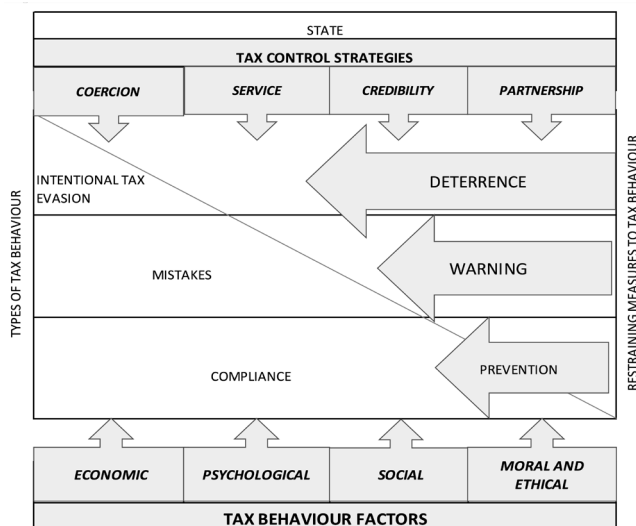 STATE
TAX CONTROL STRATEGIES
COERCION
SERVICE
CREDIBILITY
PARTNERSHIP
TYPES OF TAX BEHAVIOUR
INTENTIONAL TAX
EVASION
DETERRENCE
MISTAKES
WARNING
COMPLIANCE
PREVENTION
RESTRAINING MEASURES TO TAX BEHAVIOUR
ECONOMIC
PSYCHOLOGICAL
SOCIAL
MORAL AND
ETHICAL
TAX BEHAVIOUR FACTORS